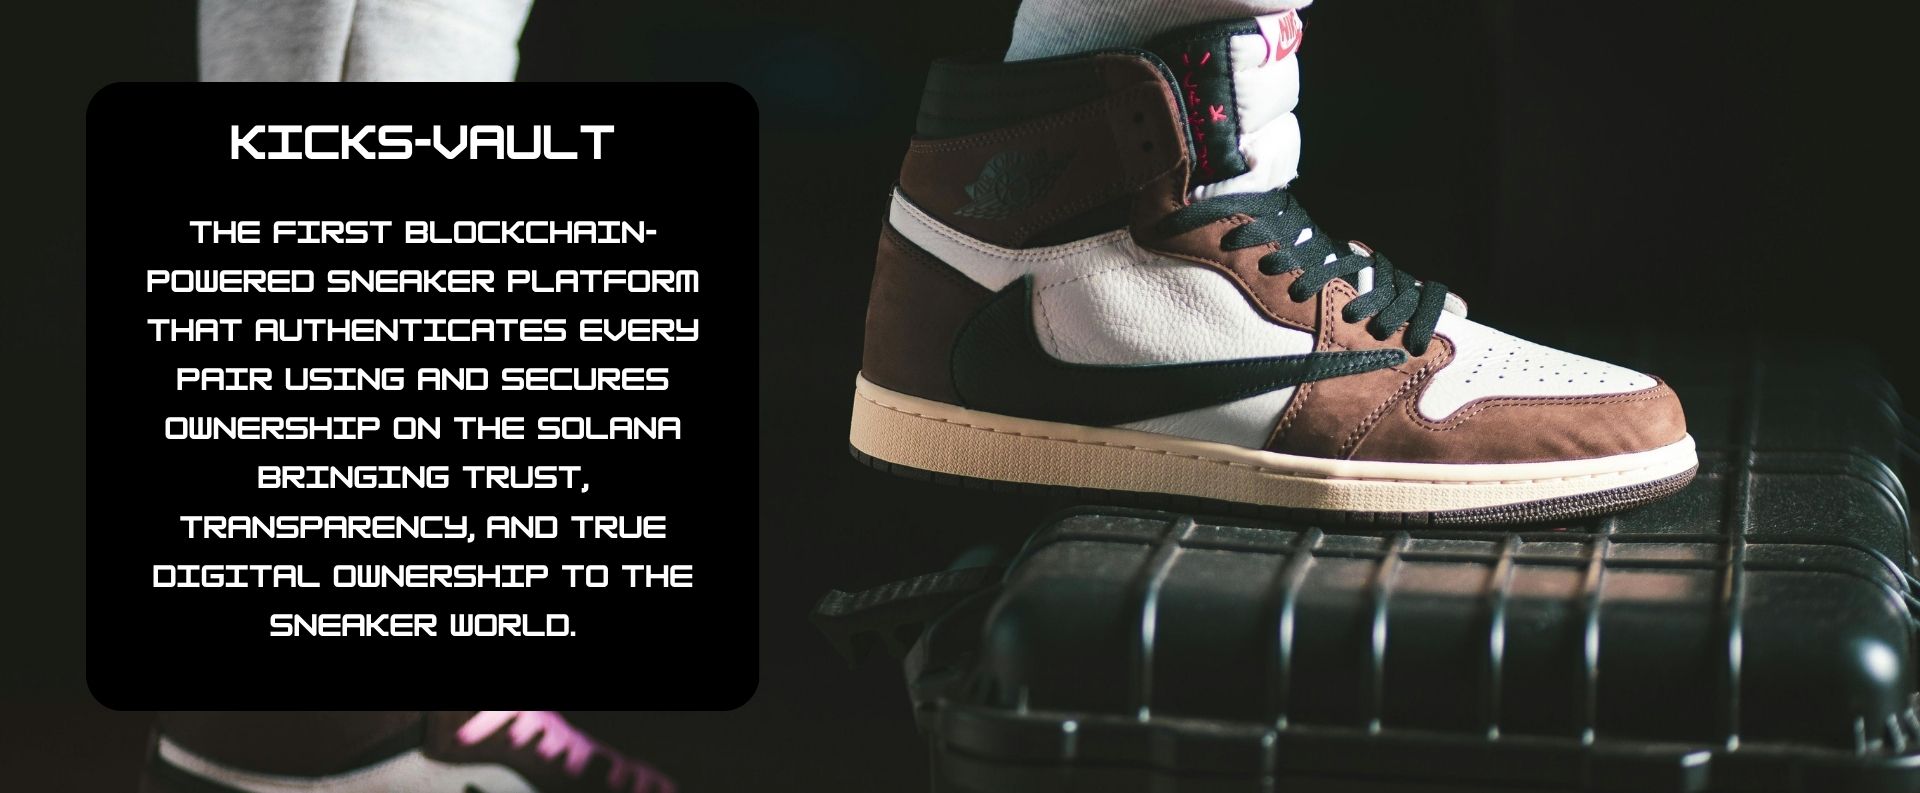 KICKS-VAULT
THE FIRST BLOCKCHAIN-
POWERED SNEAKER PLATFORM
THAT AUTHENTICATES EVERY
PAIR USING AND SECURES
OWNERSHIP ON THE SOLANA
BRINGING TRUST,
TRANSPARENCY, AND TRUE
DIGITAL OWNERSHIP TO THE
SNEAKER WORLD.
NIKE